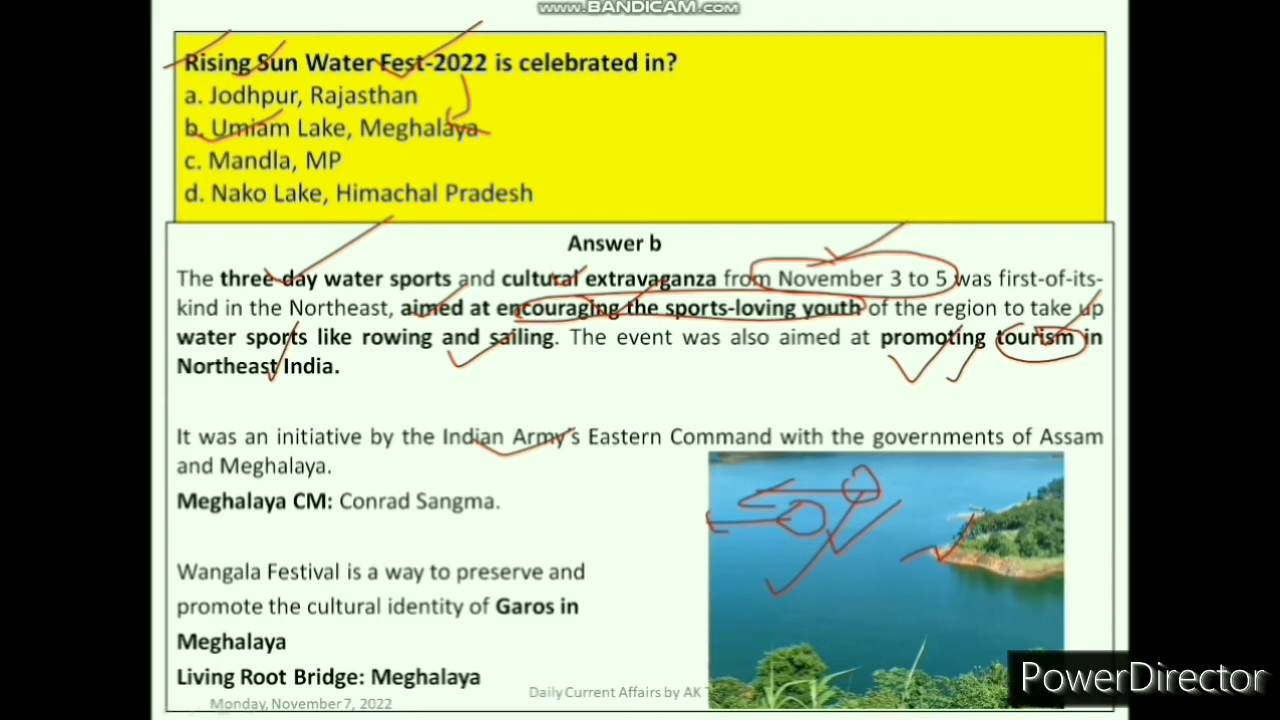 www.BANDICAM.com
Rising Sun Water Fest-2022 is celebrated in?
a. Jodhpur, Rajasthan
b. Umiam Lake, Meghalaya
c. Mandla, MP
d. Nako Lake, Himachal Pradesh
Answer b
The three-day water sports and cultural extravaganza from November 3 to 5 was first-of-its-
kind in the Northeast, aimed at encouraging the sports-loving youth of the region to take up
water sports like rowing and sailing. The event was also aimed at promoting tourism in
Northeast India.
It was an initiative by the Indian Army's Eastern Command with the governments of Assam
and Meghalaya.
Meghalaya CM: Conrad Sangma.
Wangala Festival is a way to preserve and
promote the cultural identity of Garos in
Meghalaya
Living Root Bridge: Meghalaya
Monday, November 7, 2022
Daily Current Affairs by AK
PowerDirector